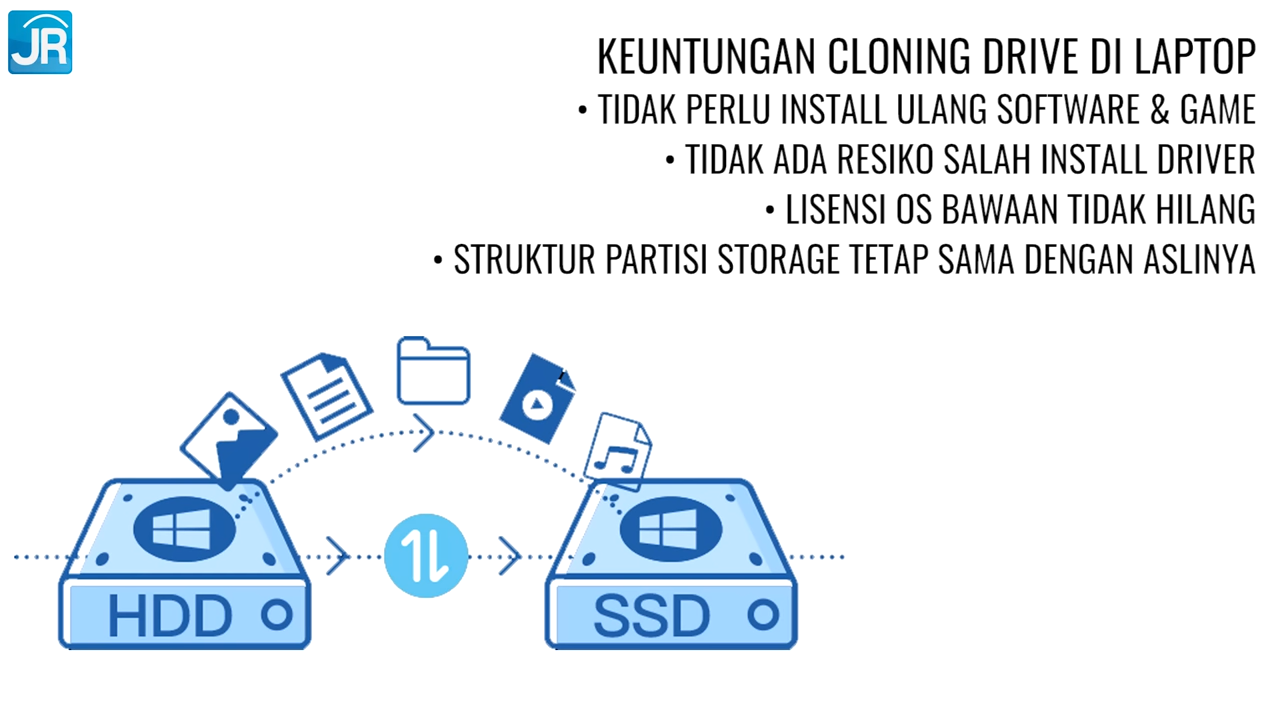 JR
KEUNTUNGAN CLONING DRIVE DI LAPTOP
• TIDAK PERLU INSTALL ULANG SOFTWARE & GAME
• TIDAK ADA RESIKO SALAH INSTALL DRIVER
• LISENSI OS BAWAAN TIDAK HILANG
• STRUKTUR PARTISI STORAGE TETAP SAMA DENGAN ASLINYA
HDD
SSD